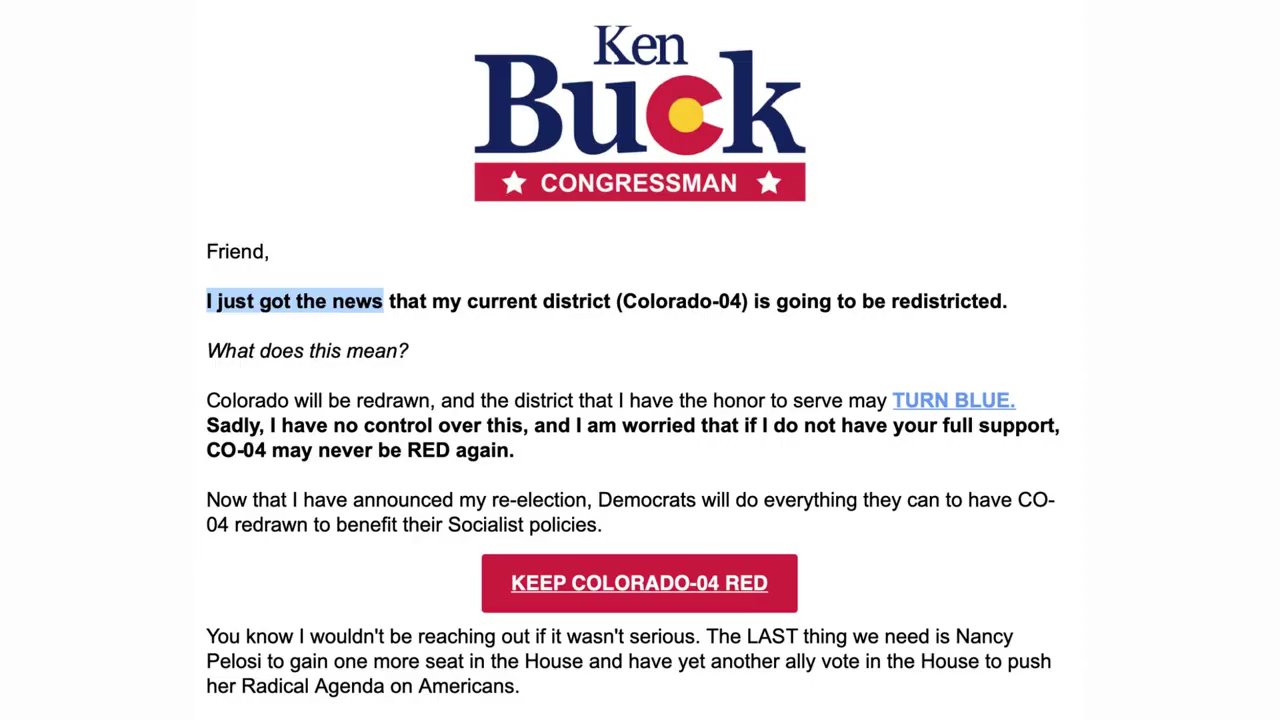 Ken
Buck
CONGRESSMAN
Friend,
I just got the news that my current district (Colorado-04) is going to be redistricted.
What does this mean?
Colorado will be redrawn, and the district that I have the honor to serve may TURN BLUE.
Sadly, I have no control over this, and I am worried that if I do not have your full support,
CO-04 may never be RED again.
Now that I have announced my re-election, Democrats will do everything they can to have CO-
04 redrawn to benefit their Socialist policies.
KEEP COLORADO-04 RED
You know I wouldn't be reaching out if it wasn't serious. The LAST thing we need is Nancy
Pelosi to gain one more seat in the House and have yet another ally vote in the House to push
her Radical Agenda on Americans.